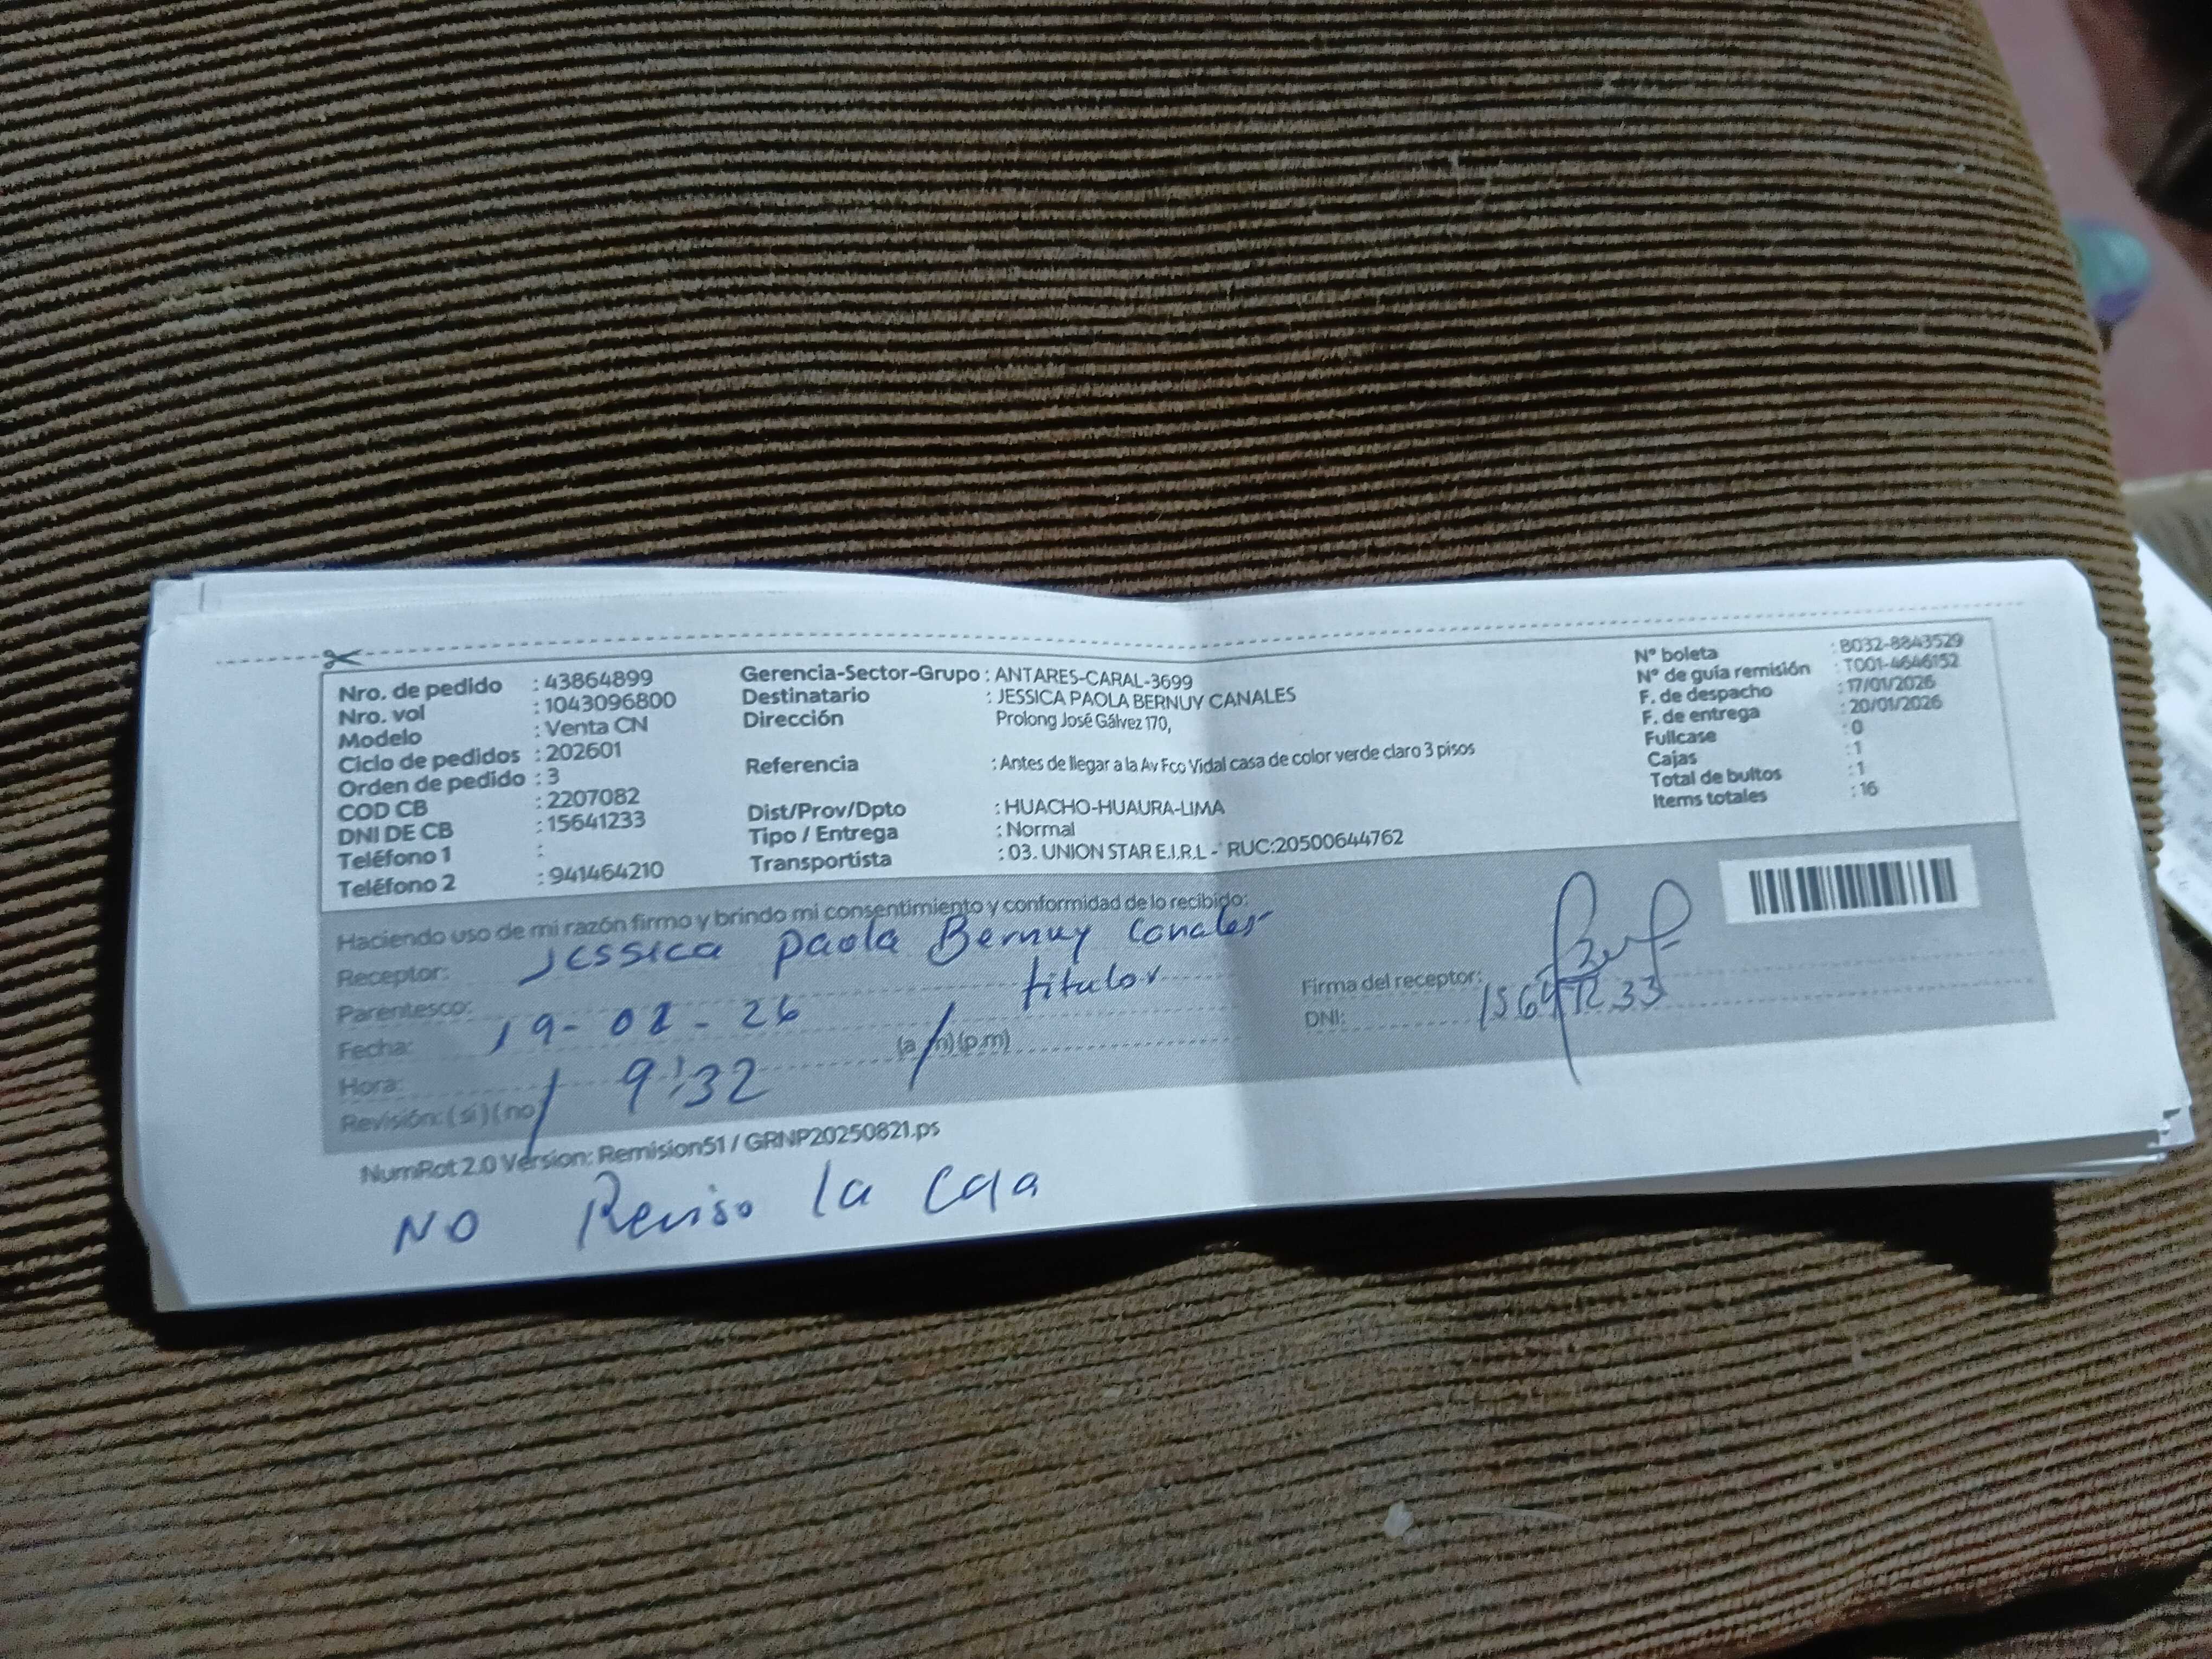 Nro. de pedido : 43864899
Nro. vol : 1043096800
Modelo : Venta CN
Ciclo de pedidos : 202601
Orden de pedido : 3
COD CB : 2207082
DNI DE CB : 15641233
Teléfono 1 :
Teléfono 2 : 941464210
Gerencia-Sector-Grupo : ANTARES-CARAL-3699
Destinatario : JESSICA PAOLA BERNUY CANALES
Dirección Prolong José Gálvez 170,
Referencia : Antes de llegar a la Av Fco Vidal casa de color verde claro 3 pisos
Dist/Prov/Dpto : HUACHO-HUAURA-LIMA
Tipo / Entrega : Normal
Transportista : 03. UNION STAR E.I.R.L - RUC:20500644762
N° boleta : B032-8843529
N° de guía remisión : T001-4646152
F. de despacho : 17/01/2026
F. de entrega : 20/01/2026
Fullcase : 0
Cajas : 1
Total de bultos : 1
Items totales : 16
Haciendo uso de mi razón firmo y brindo mi consentimiento y conformidad de lo recibido:
Receptor: Jessica paola Bernuy Canales
Parentesco: titular
Fecha: 19-01-26
Hora: 9:32 (a.m)(p.m)
Revisión: (si)(no)
Firma del receptor:
DNI: 15641233
NumRot 2.0 Version: Remision51 / GRNP20250821.ps
NO Reviso la Caja